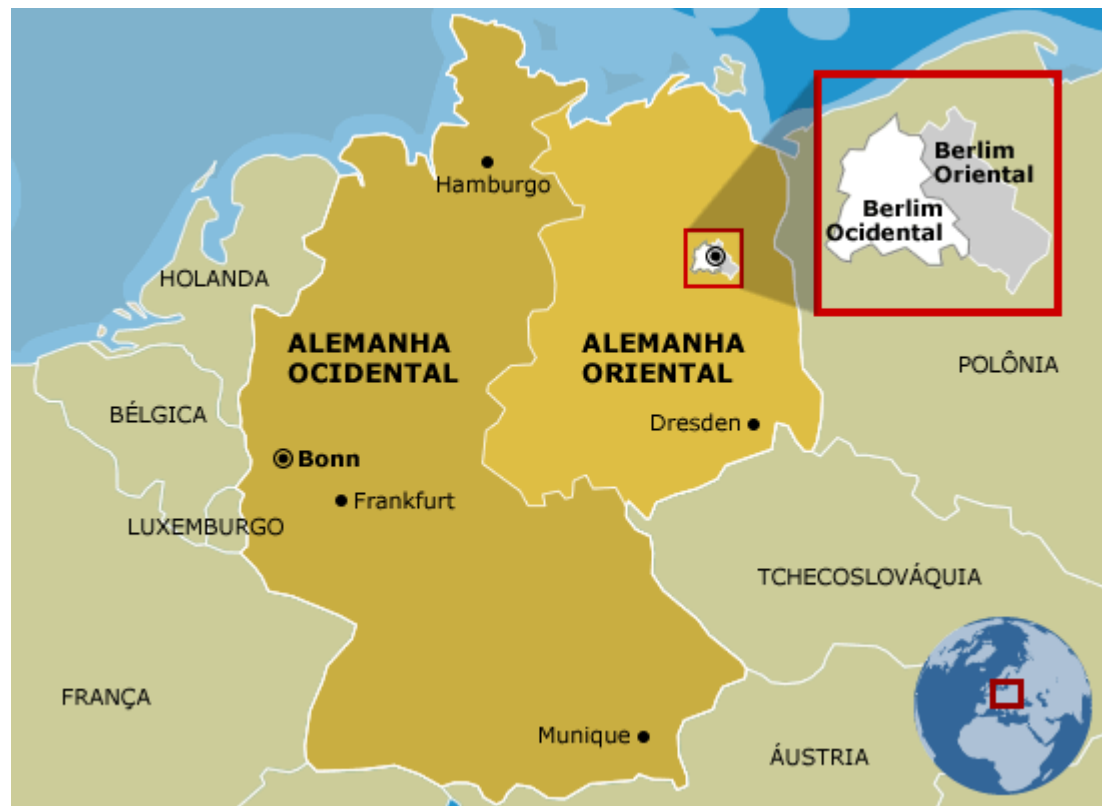 Hamburgo
Berlim
Oriental
Berlim
Ocidental
HOLANDA
ALEMANHA
OCIDENTAL
ALEMANHA
ORIENTAL
POLÔNIA
BÉLGICA
Dresden
Bonn
Frankfurt
LUXEMBURGO
TCHECOSLOVÁQUIA
FRANÇA
Munique
ÁUSTRIA